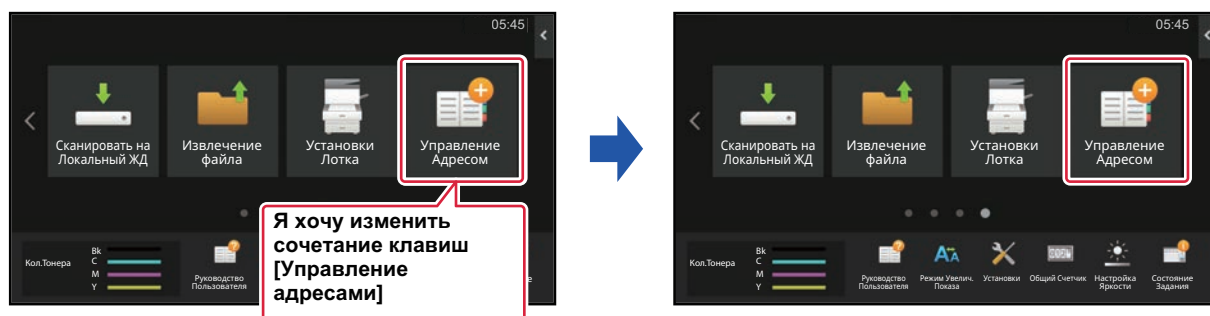 05:45
Сканировать на
Локальный ЖД
Извлечение
файла
Установки
Лотка
Управление
Адресом
Я хочу изменить
сочетание клавиш
[Управление
адресами]
Кол.Тонера
Bk
C
M
Y
Руководство
Пользователя
05:45
Сканировать на
Локальный ЖД
Извлечение
файла
Установки
Лотка
Управление
Адресом
Кол.Тонера
Bk
C
M
Y
Руководство
Пользователя
Режим Увелич.
Показа
Установки
Общий Счетчик
Настройка
Яркости
Состояние
Задания